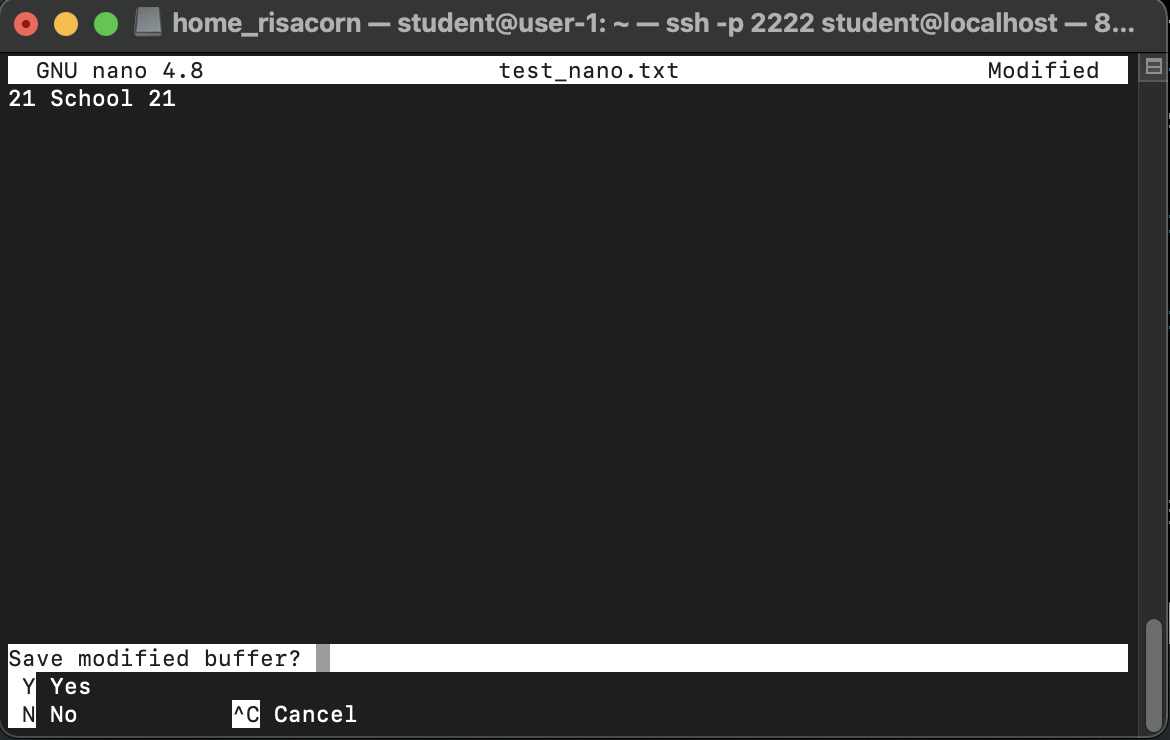 home_risacorn — student@user-1: ~ — ssh -p 2222 student@localhost — 8...
GNU nano 4.8 test_nano.txt Modified
21 School 21
Save modified buffer?
Y Yes
N No ^C Cancel